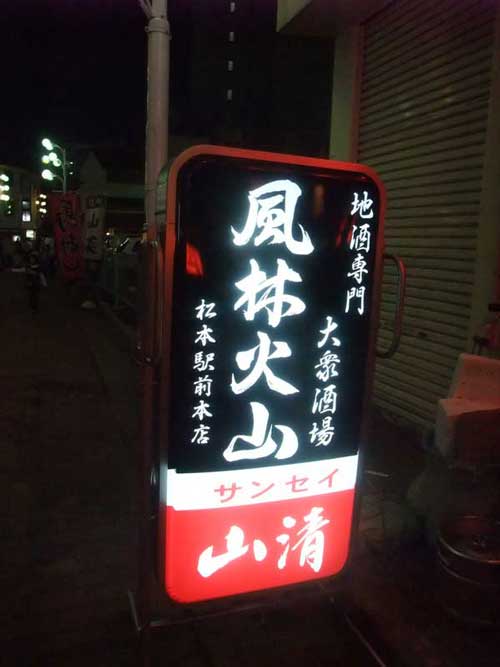 地酒専門
大衆酒場
風林火山
松本駅前本店
サンセイ
山清